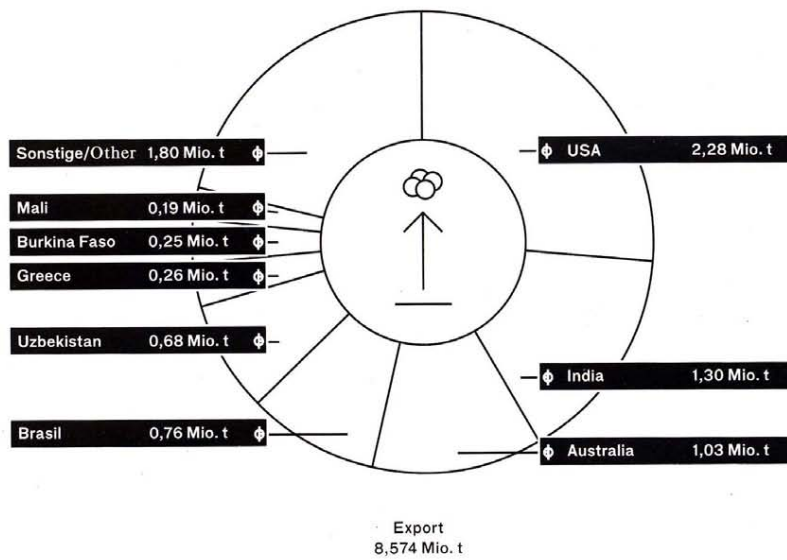 Sonstige/Other 1,80 Mio. t
Mali 0,19 Mio. t
Burkina Faso 0,25 Mio. t
Greece 0,26 Mio. t
Uzbekistan 0,68 Mio. t
Brasil 0,76 Mio. t
USA 2,28 Mio. t
India 1,30 Mio. t
Australia 1,03 Mio. t
Export
8,574 Mio. t